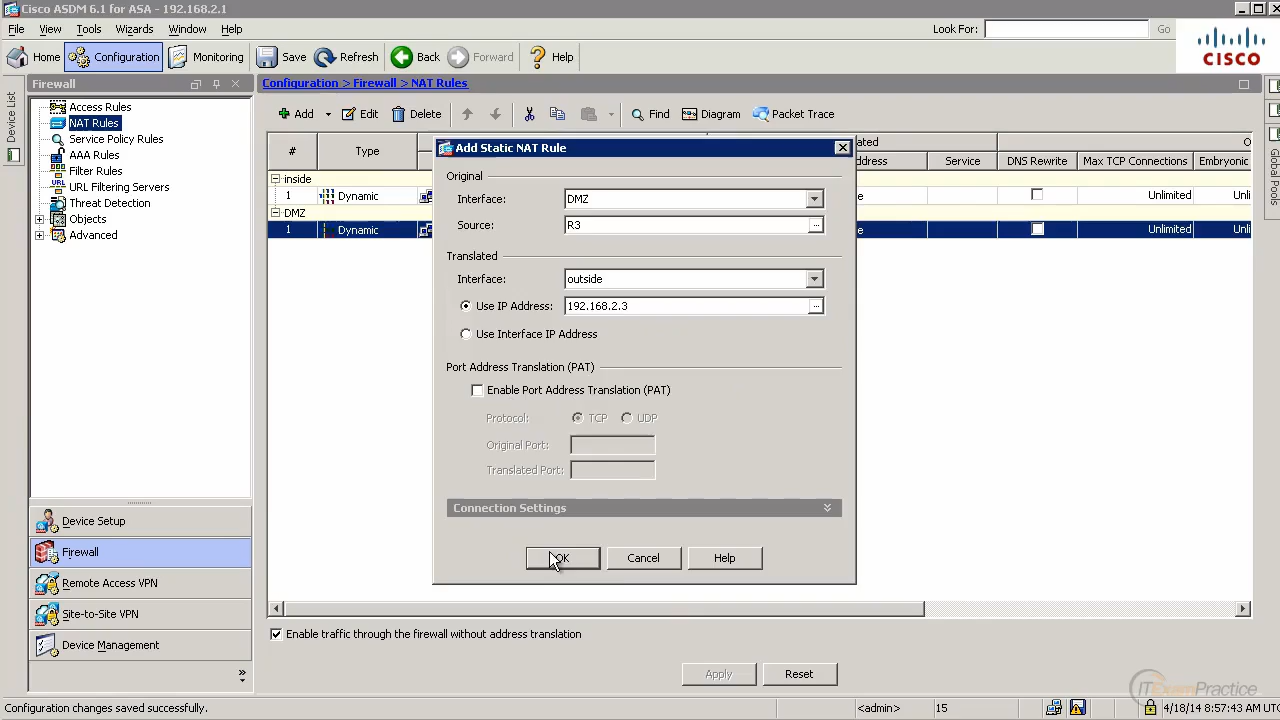 Cisco ASDM 6.1 for ASA - 192.168.2.1
File View Tools Wizards Window Help Look For: Go
CISCO
Home Configuration Monitoring Save Refresh Back Forward Help
Device List
Firewall
Access Rules
NAT Rules
Service Policy Rules
AAA Rules
Filter Rules
URL Filtering Servers
Threat Detection
Objects
Advanced
Device Setup
Firewall
Remote Access VPN
Site-to-Site VPN
Device Management
Configuration > Firewall > NAT Rules
Add Edit Delete Find Diagram Packet Trace
# Type Service DNS Rewrite Max TCP Connections Embryonic
inside
1 Dynamic Unlimited
DMZ
1 Dynamic Unlimited
Add Static NAT Rule
Original
Interface: DMZ
Source: R3 ...
Translated
Interface: outside
Use IP Address: 192.168.2.3 ...
Use Interface IP Address
Port Address Translation (PAT)
Enable Port Address Translation (PAT)
Protocol: TCP UDP
Original Port:
Translated Port:
Connection Settings
OK Cancel Help
Enable traffic through the firewall without address translation
Apply Reset
ITExamPractice
Configuration changes saved successfully. <admin> 15 4/18/14 8:57:43 AM UTC